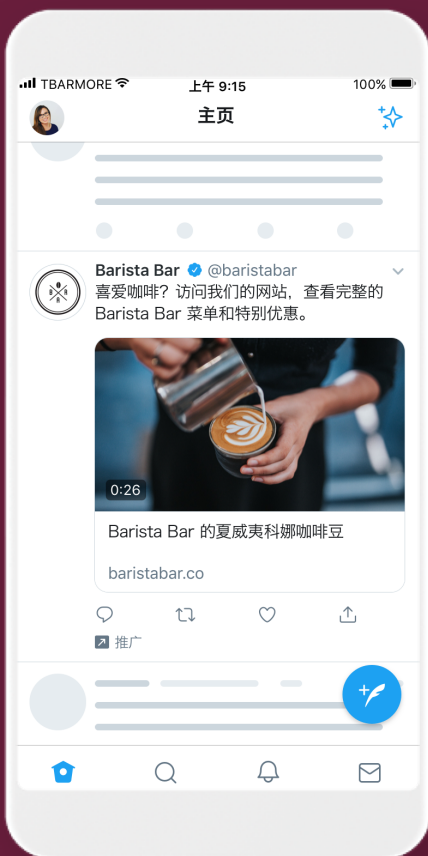 TBARMORE 上午 9:15 100%
主页
Barista Bar @baristabar
喜爱咖啡？访问我们的网站，查看完整的
Barista Bar 菜单和特别优惠。
0:26
Barista Bar 的夏威夷科娜咖啡豆
baristabar.co
推广